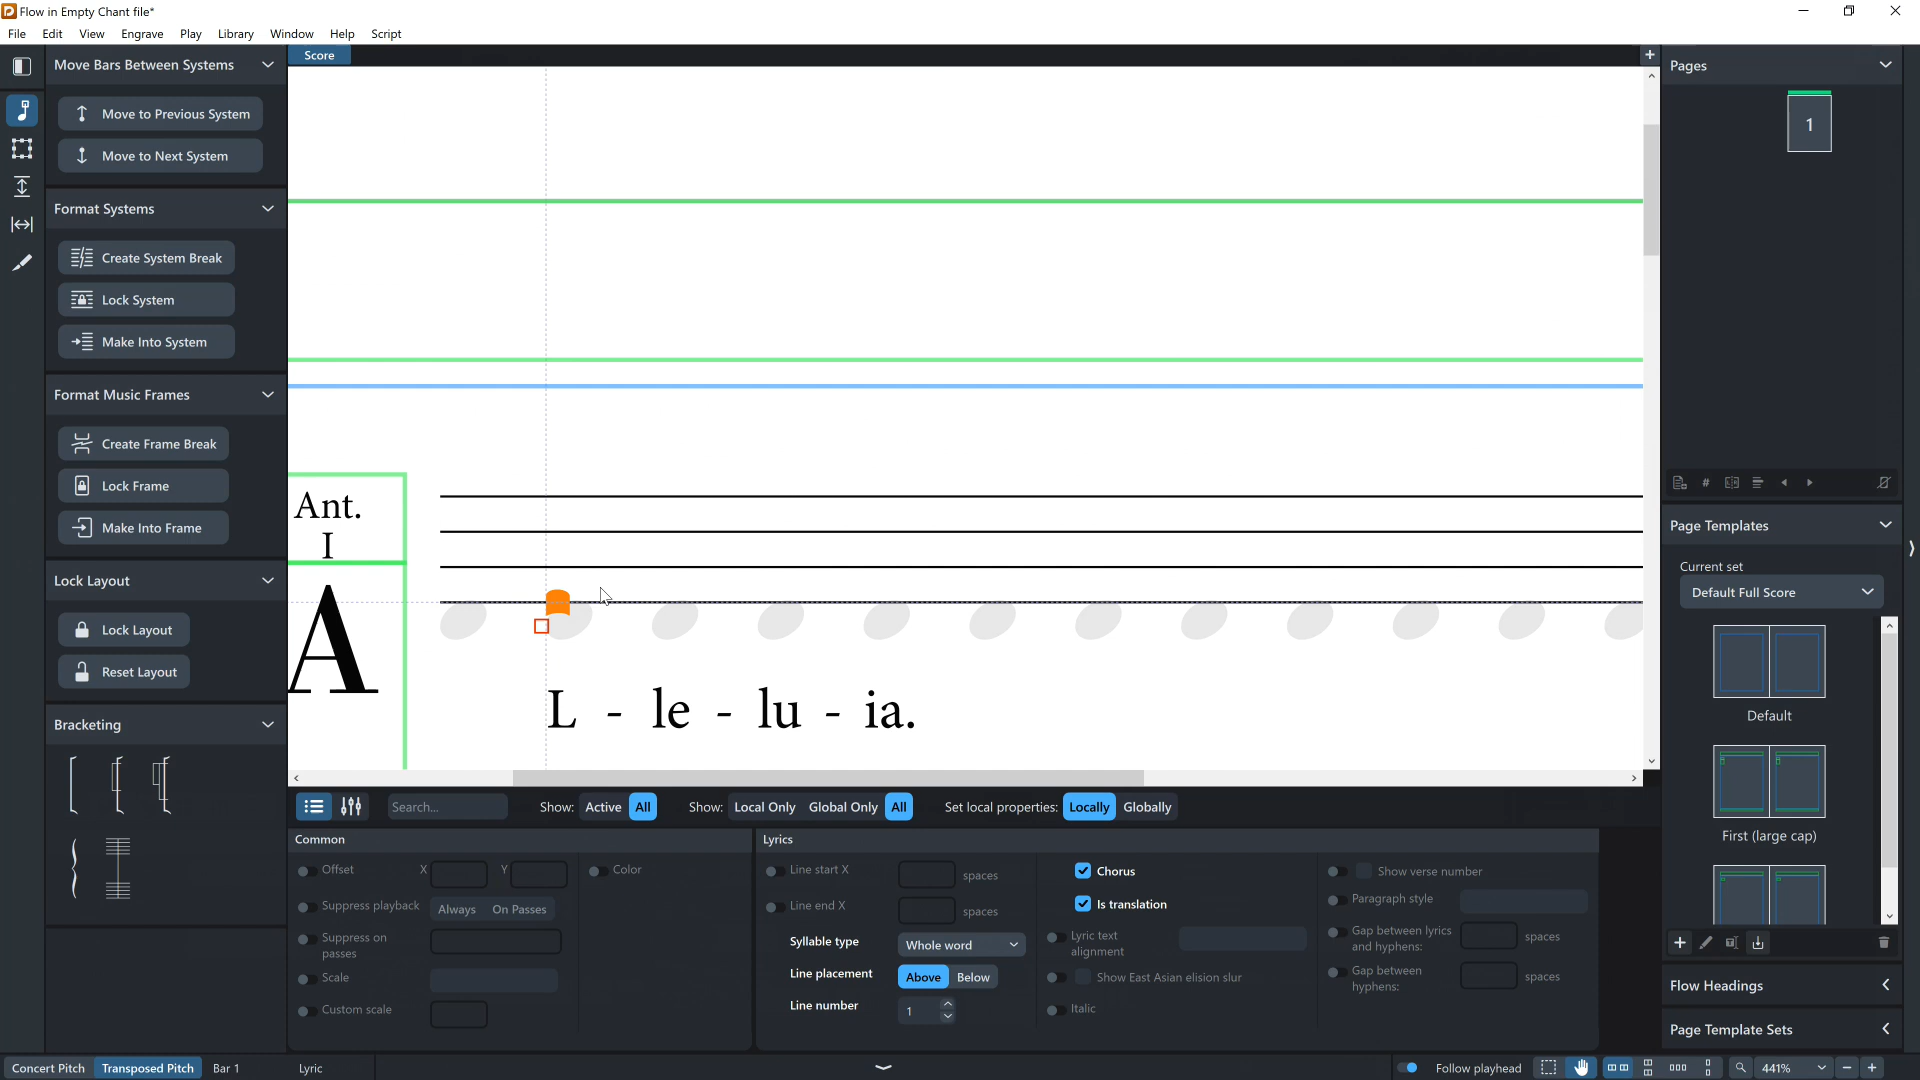 Flow in Empty Chant file*
File Edit View Engrave Play Library Window Help Script
Move Bars Between Systems
Score
Pages
Move to Previous System
Move to Next System
1
Format Systems
Create System Break
Lock System
Make Into System
Format Music Frames
Create Frame Break
Lock Frame
Make Into Frame
Lock Layout
Lock Layout
Reset Layout
Bracketing
Ant.
I
A
L - le - lu - ia.
#
Page Templates
Current set
Default Full Score
Default
First (large cap)
Flow Headings
Page Template Sets
Search... Show: Active All Show: Local Only Global Only All Set local properties: Locally Globally
Common
Offset X Y Color
Suppress playback Always On Passes
Suppress on
passes
Scale
Custom scale
Lyrics
Line start X spaces
Line end X spaces
Syllable type Whole word
Line placement Above Below
Line number 1
Chorus
Is translation
Lyric text
alignment
Show East Asian elision slur
Italic
Show verse number
Paragraph style
Gap between lyrics
and hyphens: spaces
Gap between
hyphens: spaces
Concert Pitch Transposed Pitch Bar 1 Lyric Follow playhead 441%